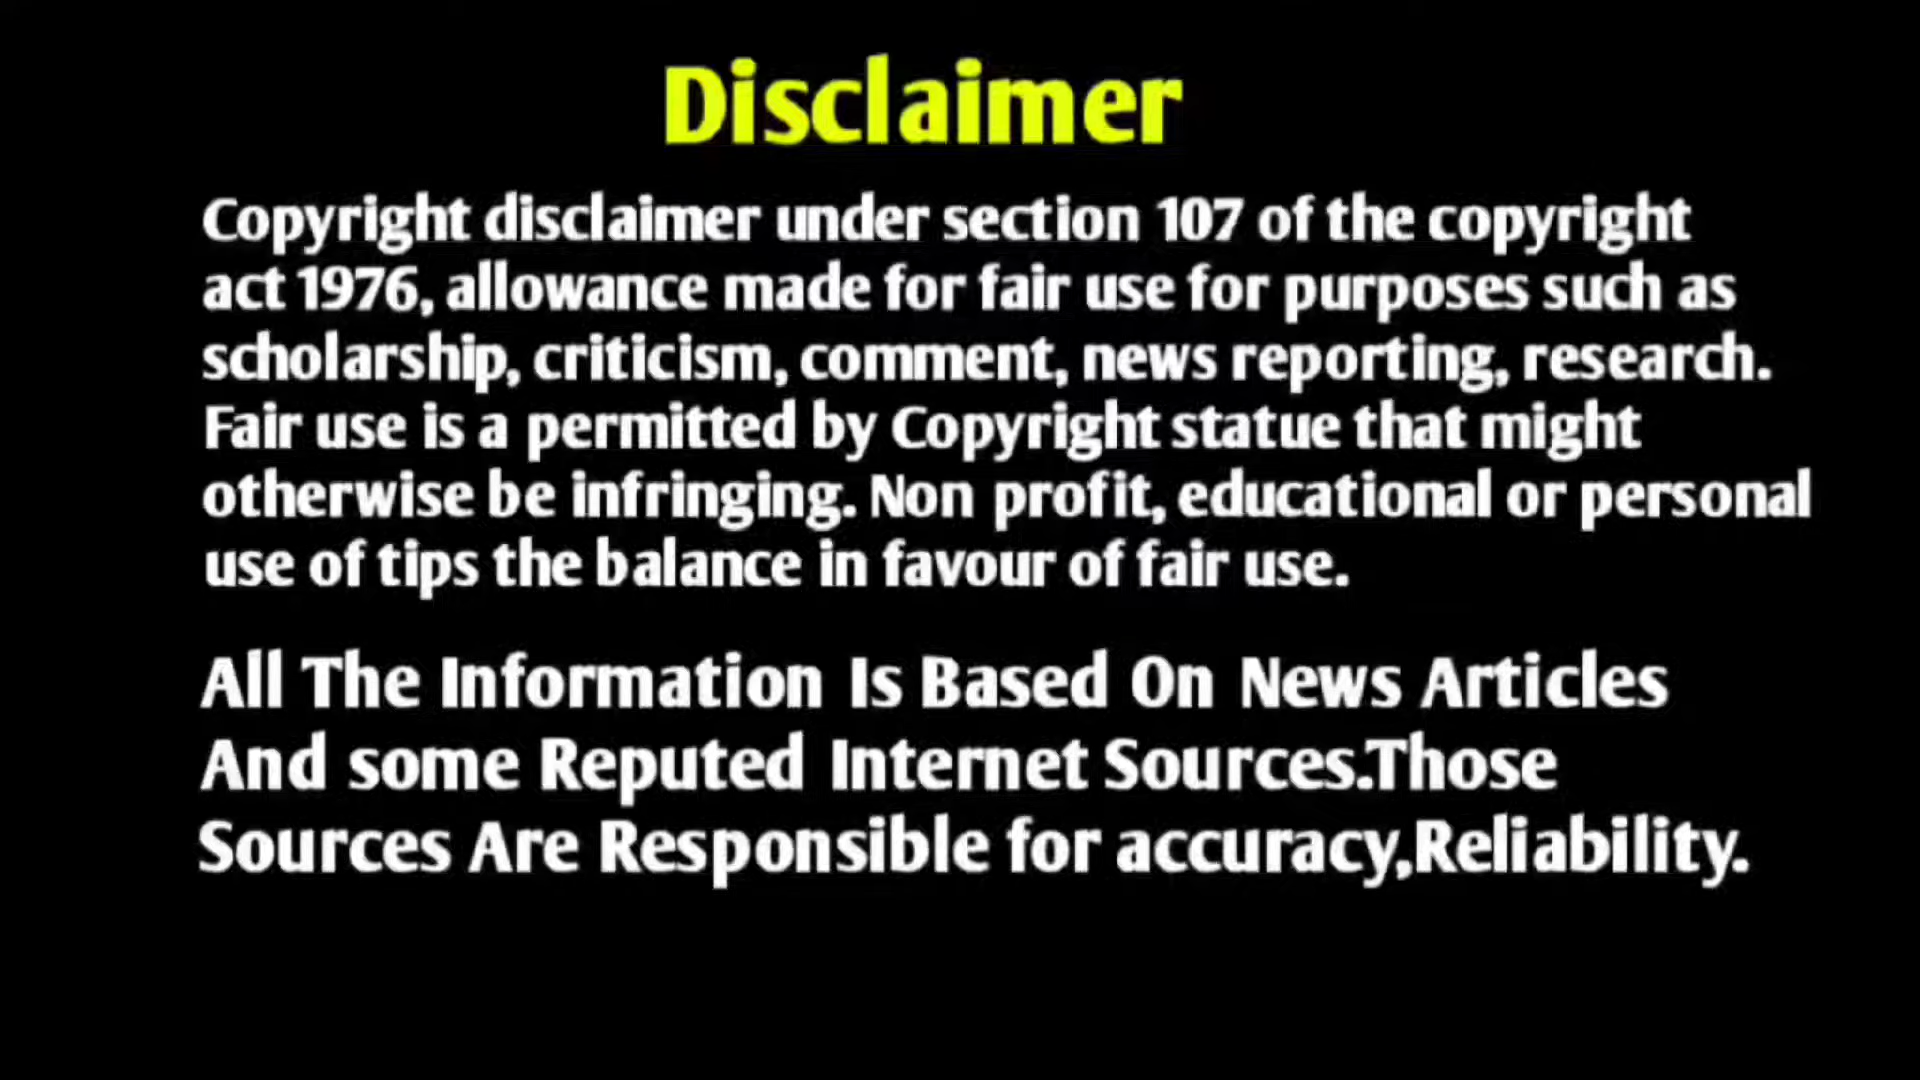 Disclaimer
Copyright disclaimer under section 107 of the copyright
act 1976, allowance made for fair use for purposes such as
scholarship, criticism, comment, news reporting, research.
Fair use is a permitted by Copyright statue that might
otherwise be infringing. Non profit, educational or personal
use of tips the balance in favour of fair use.
All The Information Is Based On News Articles
And some Reputed Internet Sources.Those
Sources Are Responsible for accuracy,Reliability.